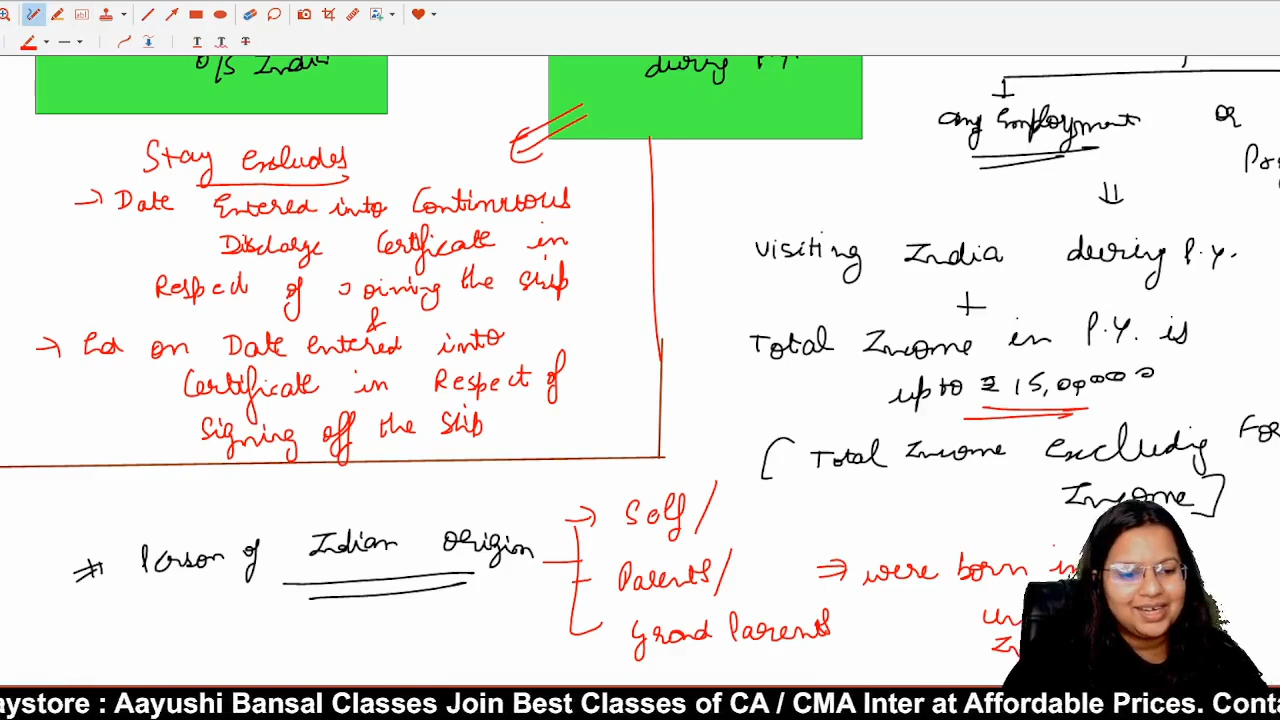 O/S India
during P.Y.
Stay excludes
→ Date Entered into Continuous
Discharge Certificate in
Respect of Joining the ship
&
→ End on Date Entered into
Certificate in Respect of
signing off the ship
any Employment
or
⇓
visiting India during P.Y.
+
Total Income in P.Y. is
upto ₹ 15,00,000
[Total Income Excluding For
Income]
⇒ Person of Indian origin
→ Self/
Parents/
Grand Parents
⇒ were born in
aystore : Aayushi Bansal Classes Join Best Classes of CA / CMA Inter at Affordable Prices. Conta